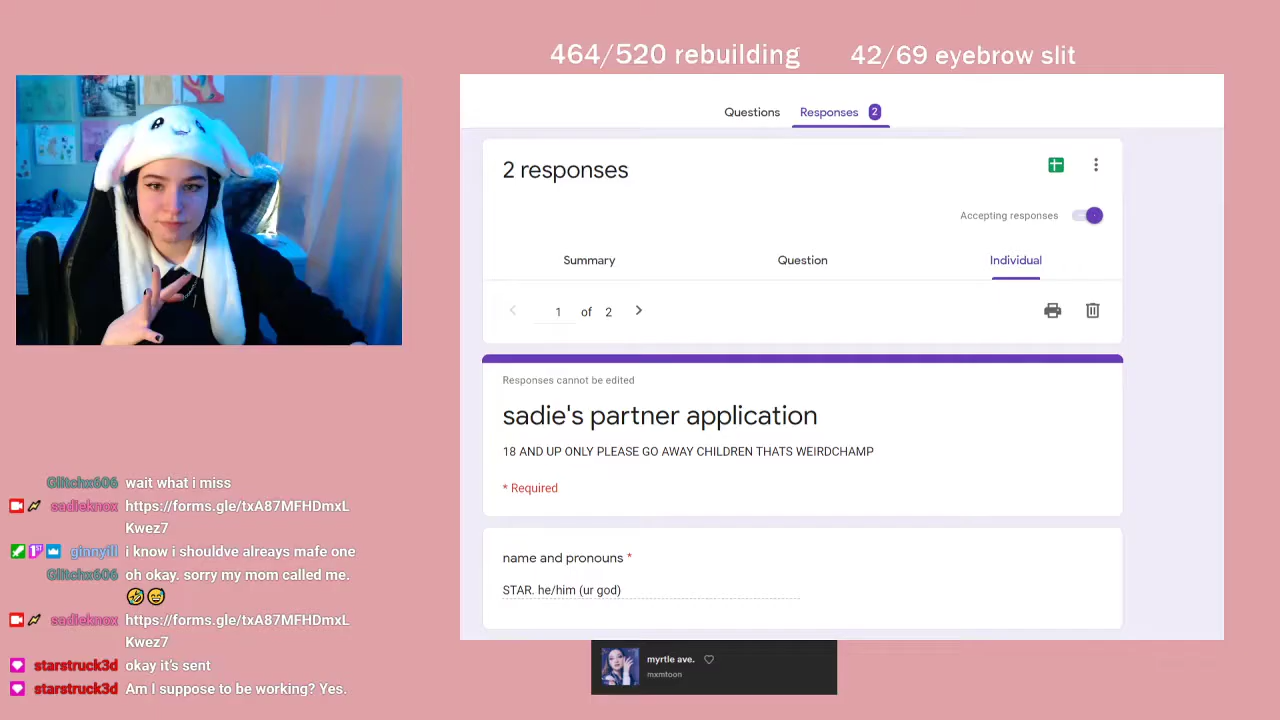 464/520 rebuilding
42/69 eyebrow slit
Questions
Responses
2
2 responses
Accepting responses
Summary
Question
Individual
1 of 2
Responses cannot be edited
sadie's partner application
18 AND UP ONLY PLEASE GO AWAY CHILDREN THATS WEIRDCHAMP
* Required
name and pronouns *
STAR. he/him (ur god)
Glitchx606 wait what i miss
sadieknox https://forms.gle/txA87MFHDmxL
Kwez7
ginnyill i know i shouldve alreays mafe one
Glitchx606 oh okay. sorry my mom called me.
sadieknox https://forms.gle/txA87MFHDmxL
Kwez7
starstruck3d okay it's sent
starstruck3d Am I suppose to be working? Yes.
myrtle ave.
mxmtoon